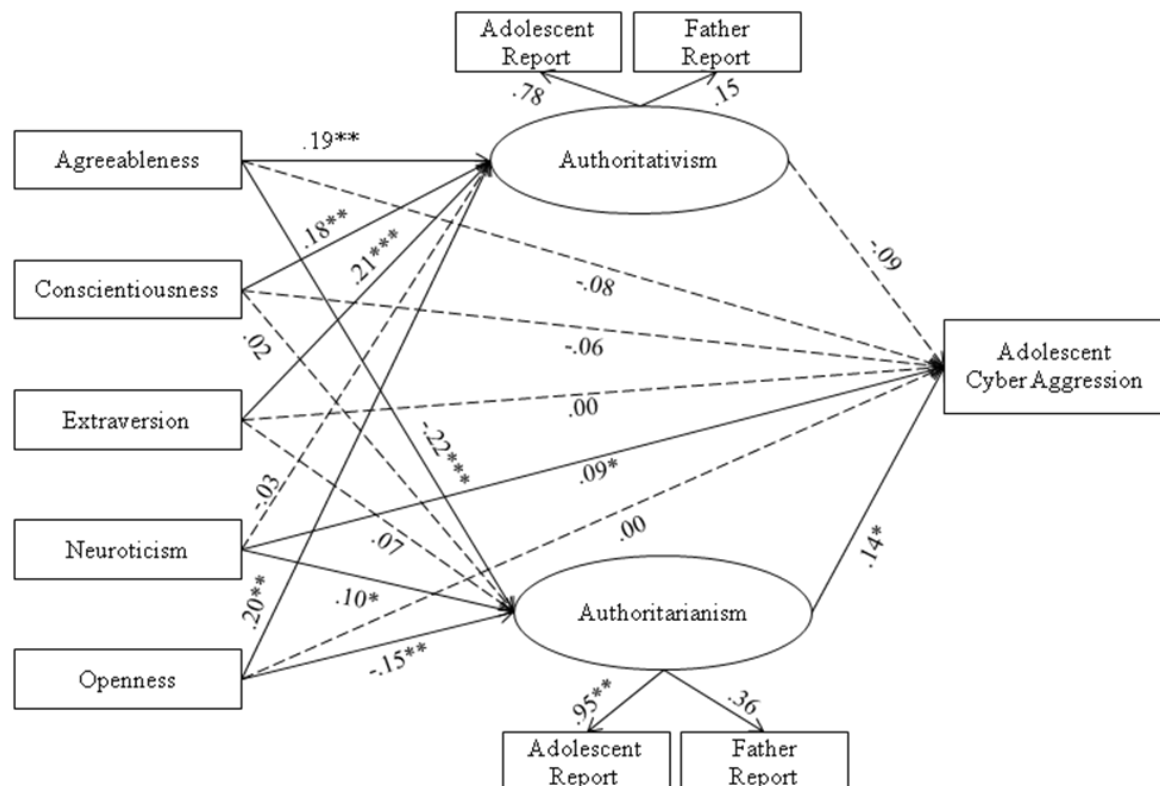 Adolescent
Report
Father
Report
.78
.15
Agreeableness
.19**
Authoritativism
.18**
.21***
-.09
Conscientiousness
-.08
.02
-.06
Adolescent
Cyber Aggression
Extraversion
.00
-.22***
.09*
-.03
Neuroticism
.07
.00
.14*
.10*
.20**
Authoritarianism
-.15**
Openness
.95**
.36
Adolescent
Report
Father
Report